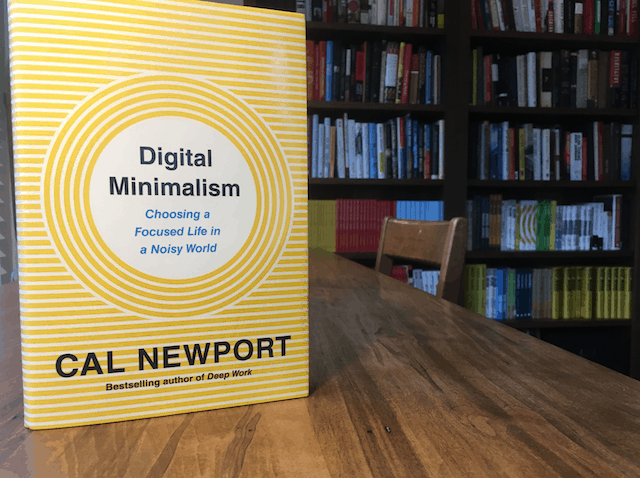 Digital
Minimalism
Choosing a
Focused Life in
a Noisy World
CAL NEWPORT
Bestselling author of Deep Work